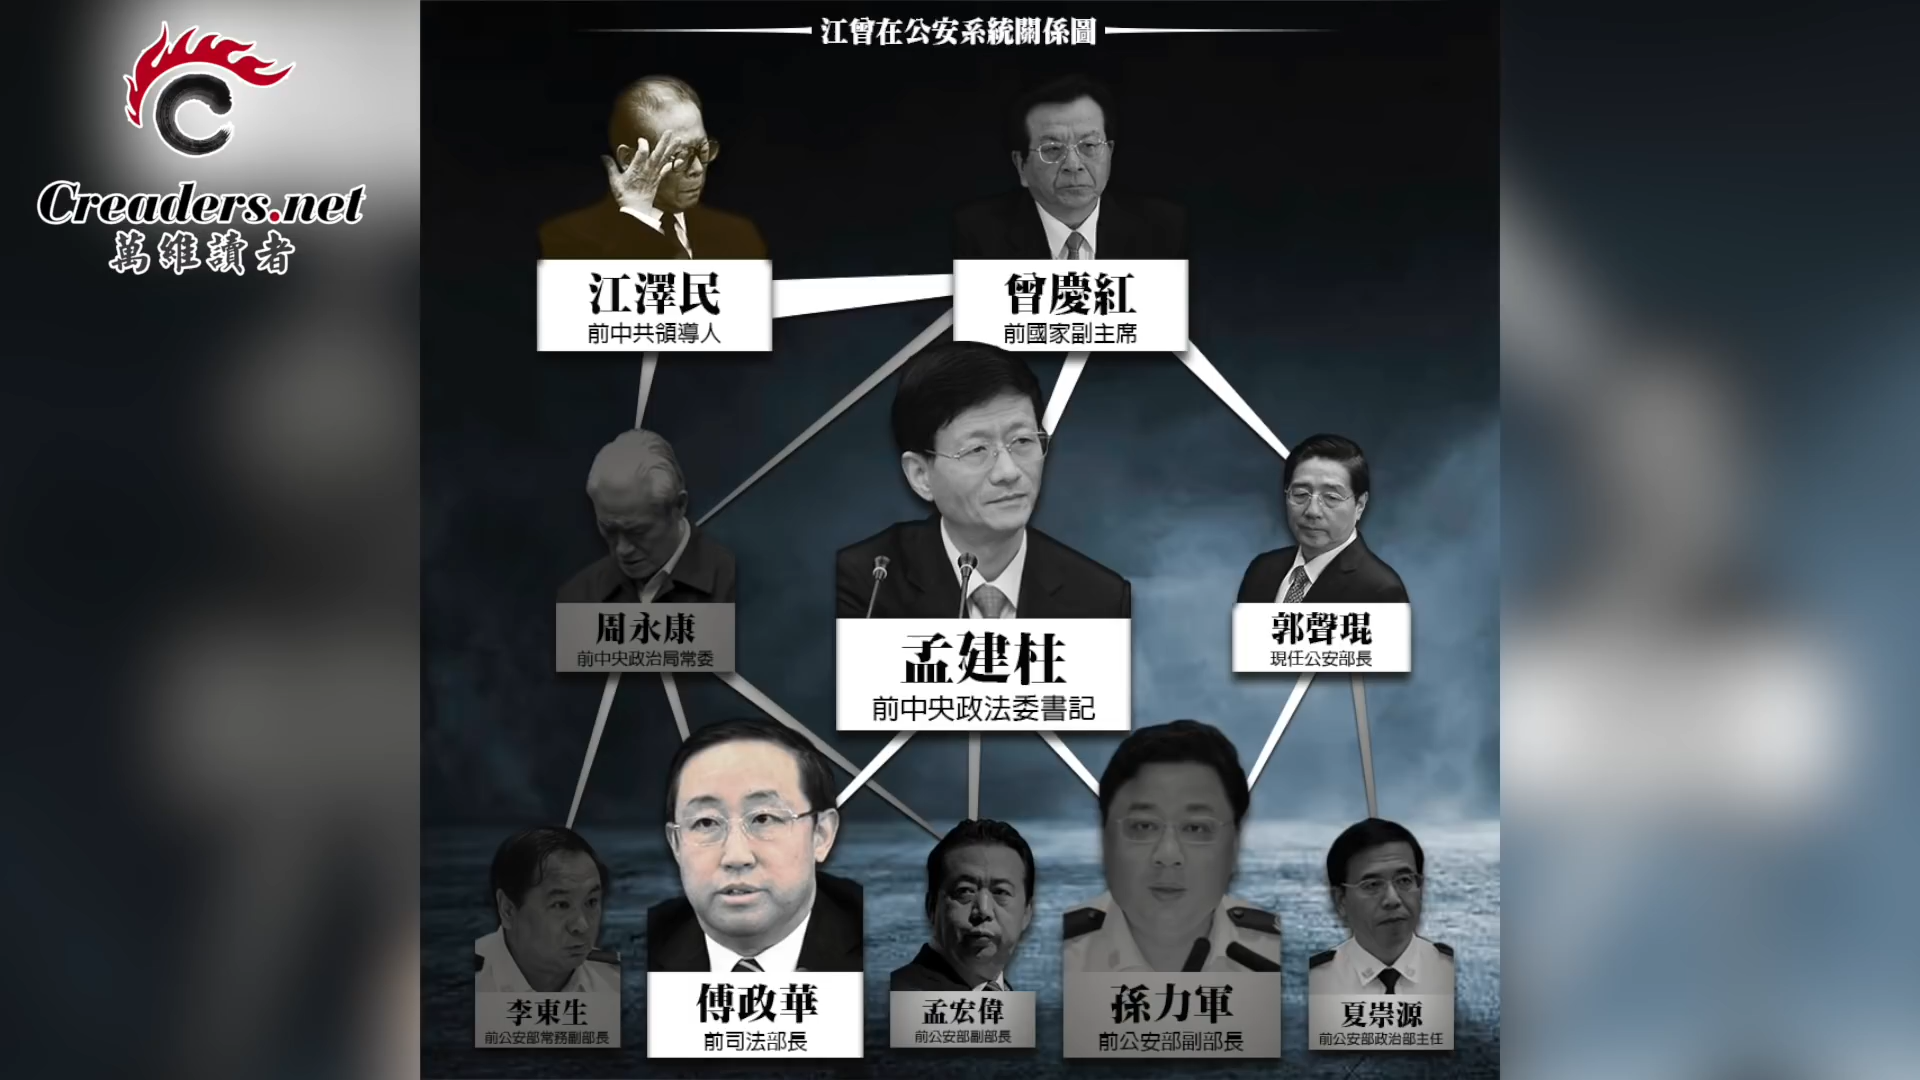 江曾在公安系統關係圖
Creaders.net
萬維讀者
江澤民
前中共領導人
曾慶紅
前國家副主席
周永康
前中央政治局常委
孟建柱
前中央政法委書記
郭聲琨
現任公安部長
李東生
前公安部常務副部長
傅政華
前司法部長
孟宏偉
前公安部副部長
孫力軍
前公安部副部長
夏崇源
前公安部政治部主任